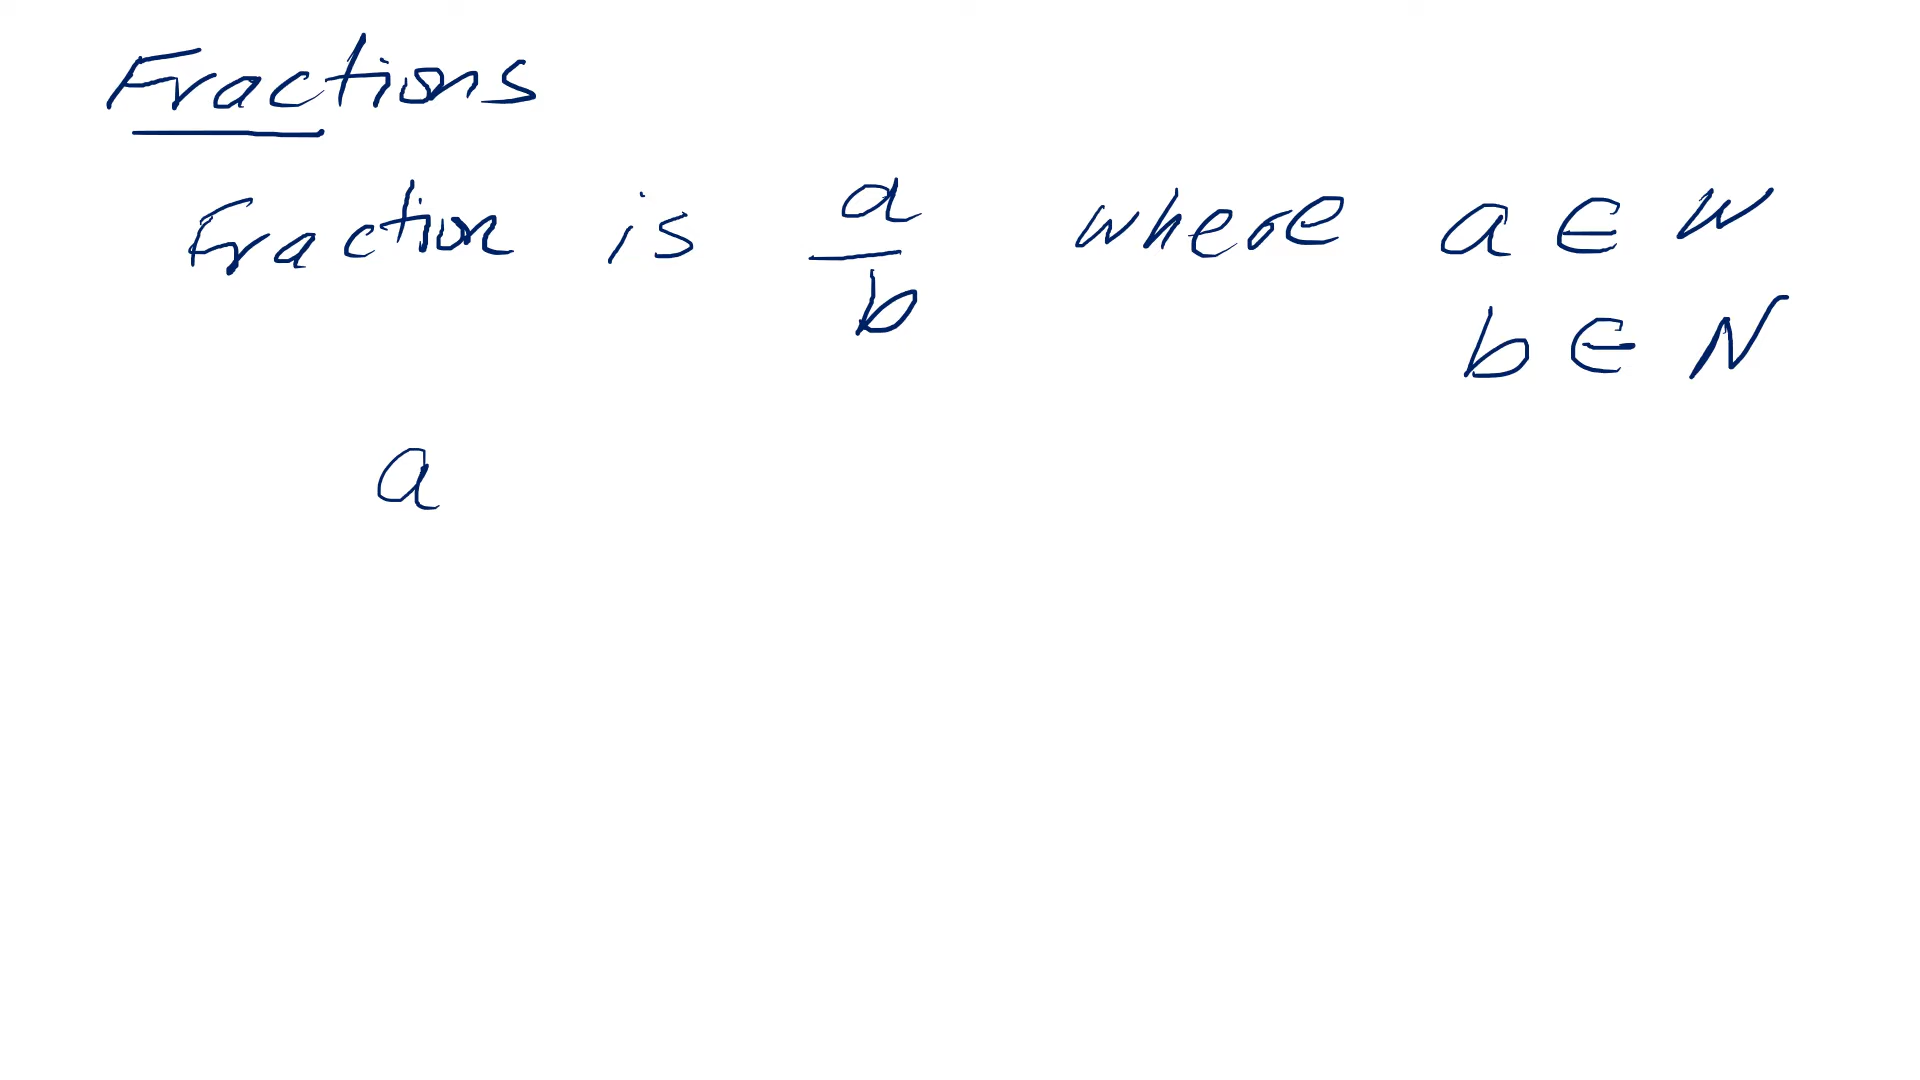 Fractions
Fraction is a/b where a ∈ W
b ∈ N
a